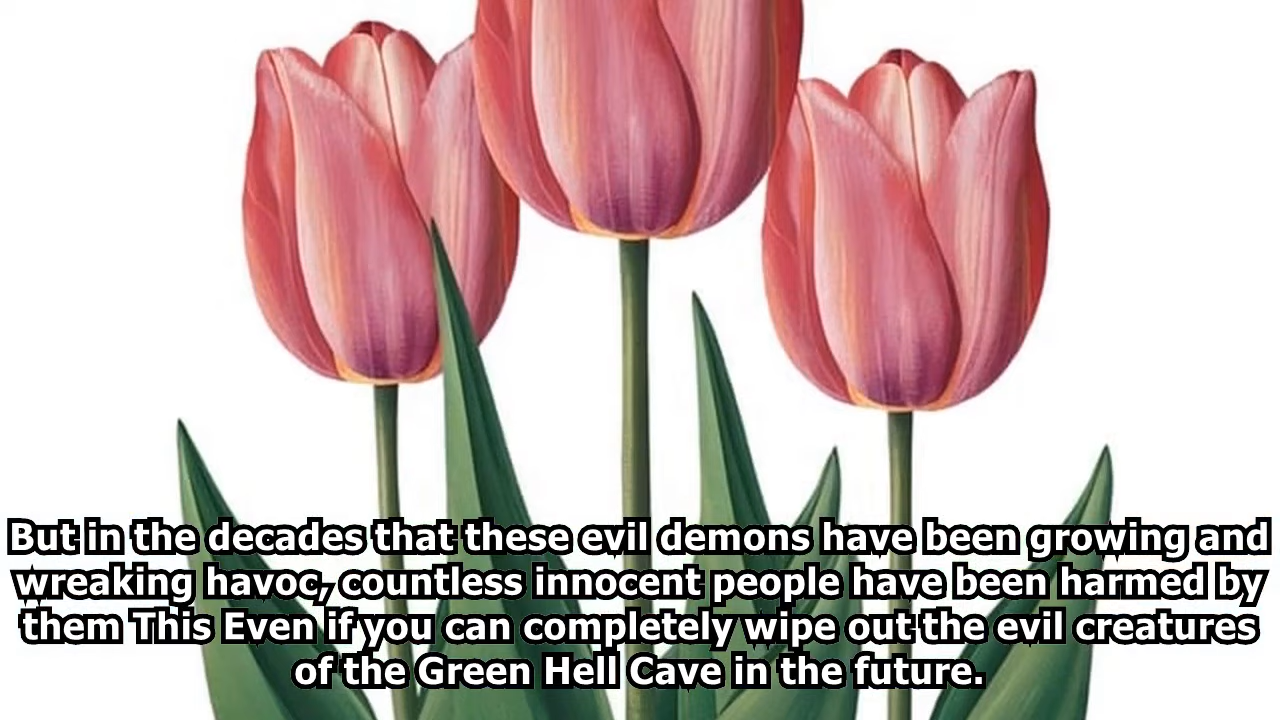 But in the decades that these evil demons have been growing and
wreaking havoc, countless innocent people have been harmed by
them This Even if you can completely wipe out the evil creatures
of the Green Hell Cave in the future.